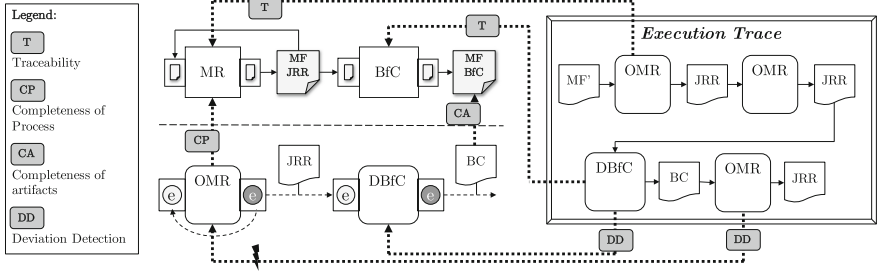 Legend:
T
Traceability
CP
Completeness of
Process
CA
Completeness of
artifacts
DD
Deviation Detection
T
T
MR
MF
JRR
BfC
MF
BfC
CA
CP
OMR
e
e
JRR
DBfC
e
e
BC
Execution Trace
MF'
OMR
JRR
OMR
JRR
DBfC
BC
OMR
JRR
DD
DD